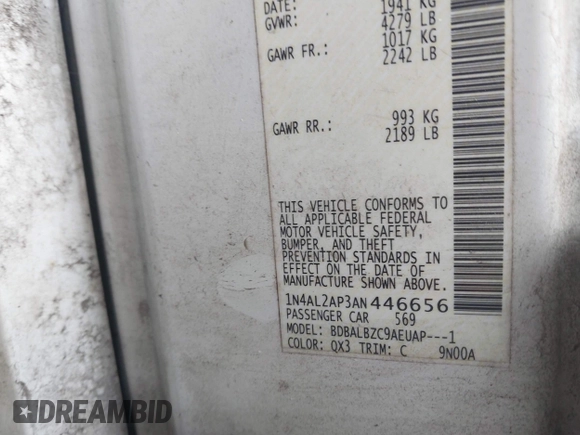 DATE: 1941 KG
GVWR: 4279 LB
1017 KG
GAWR FR.: 2242 LB
993 KG
GAWR RR.: 2189 LB
THIS VEHICLE CONFORMS TO
ALL APPLICABLE FEDERAL
MOTOR VEHICLE SAFETY,
BUMPER, AND THEFT
PREVENTION STANDARDS IN
EFFECT ON THE DATE OF
MANUFACTURE SHOWN ABOVE.
1N4AL2AP3AN446656
PASSENGER CAR 569
MODEL: BDBALBZC9AEUAP---1
COLOR: QX3 TRIM: C 9N00A
DREAMBID